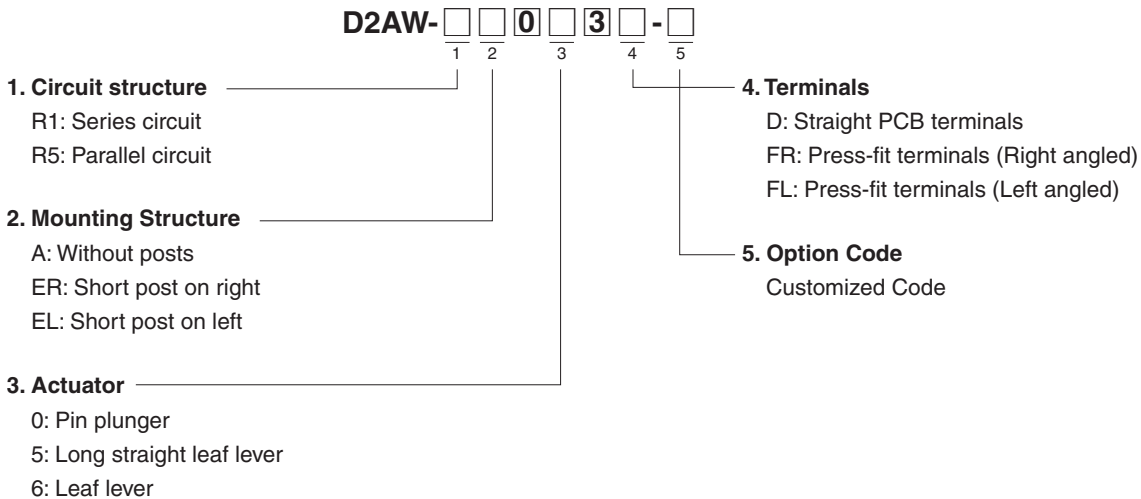 D2AW-□ □ 0 □ 3 □ - □
1 2 3 4 5
1. Circuit structure
R1: Series circuit
R5: Parallel circuit
2. Mounting Structure
A: Without posts
ER: Short post on right
EL: Short post on left
3. Actuator
0: Pin plunger
5: Long straight leaf lever
6: Leaf lever
4. Terminals
D: Straight PCB terminals
FR: Press-fit terminals (Right angled)
FL: Press-fit terminals (Left angled)
5. Option Code
Customized Code